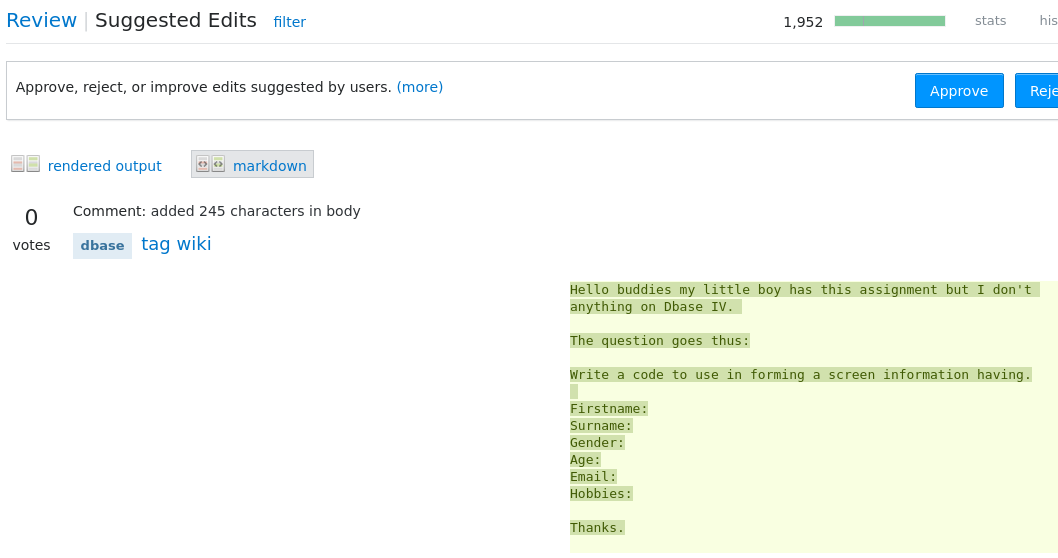 Review | Suggested Edits filter 1,952 stats his
Approve, reject, or improve edits suggested by users. (more) Approve Reje
rendered output markdown
0
votes
Comment: added 245 characters in body
dbase tag wiki
Hello buddies my little boy has this assignment but I don't
anything on Dbase IV.
The question goes thus:
Write a code to use in forming a screen information having.
Firstname:
Surname:
Gender:
Age:
Email:
Hobbies:
Thanks.